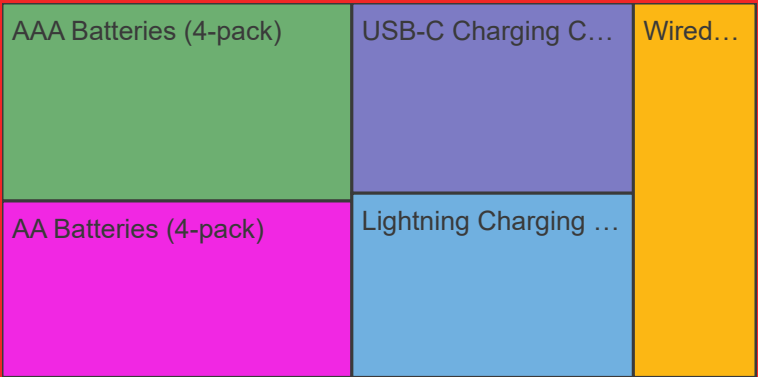 AAA Batteries (4-pack)
USB-C Charging C…
Wired…
AA Batteries (4-pack)
Lightning Charging …